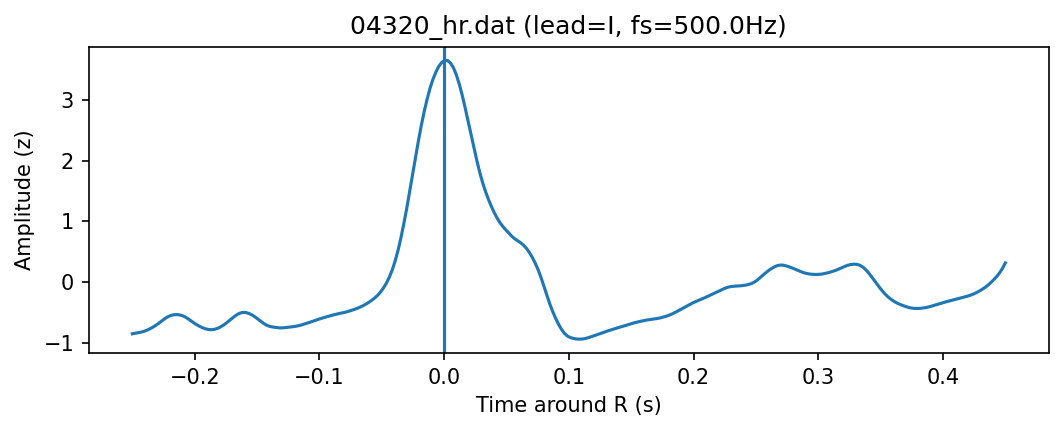 04320_hr.dat (lead=I, fs=500.0Hz)
Amplitude (z)
3
2
1
0
−1
−0.2 −0.1 0.0 0.1 0.2 0.3 0.4
Time around R (s)